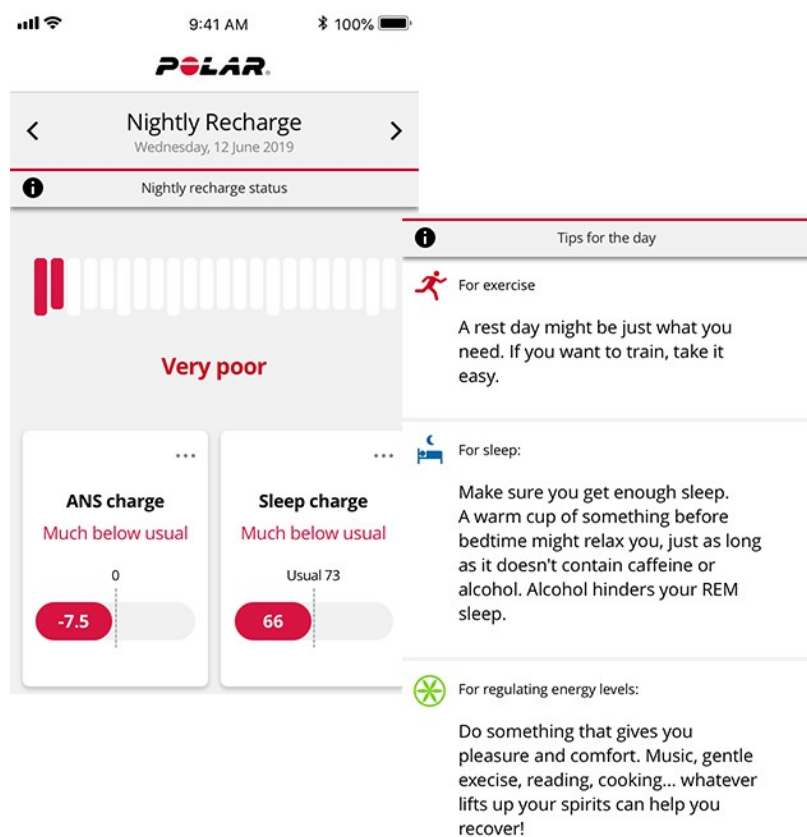 9:41 AM
100%
POLAR
Nightly Recharge
Wednesday, 12 June 2019
Nightly recharge status
Very poor
ANS charge
Much below usual
0
-7.5
Sleep charge
Much below usual
Usual 73
66
Tips for the day
For exercise
A rest day might be just what you
need. If you want to train, take it
easy.
For sleep:
Make sure you get enough sleep.
A warm cup of something before
bedtime might relax you, just as long
as it doesn't contain caffeine or
alcohol. Alcohol hinders your REM
sleep.
For regulating energy levels:
Do something that gives you
pleasure and comfort. Music, gentle
execise, reading, cooking... whatever
lifts up your spirits can help you
recover!